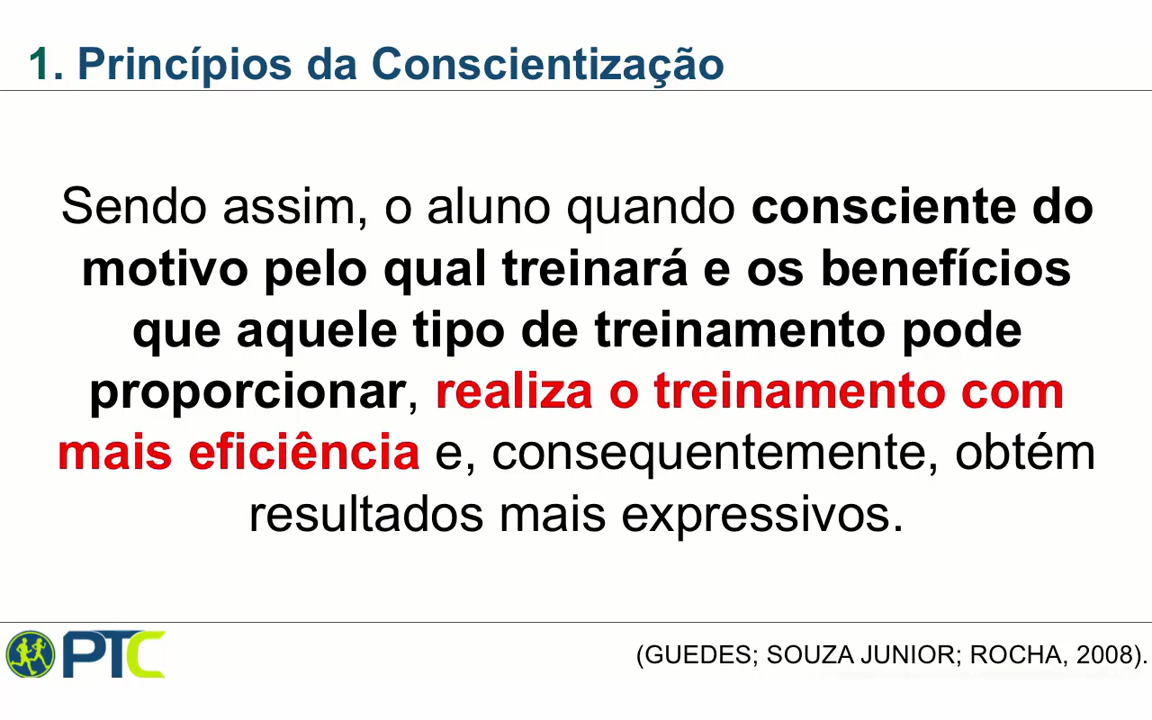 1. Princípios da Conscientização
Sendo assim, o aluno quando consciente do
motivo pelo qual treinará e os benefícios
que aquele tipo de treinamento pode
proporcionar, realiza o treinamento com
mais eficiência e, consequentemente, obtém
resultados mais expressivos.
PTC
(GUEDES; SOUZA JUNIOR; ROCHA, 2008).